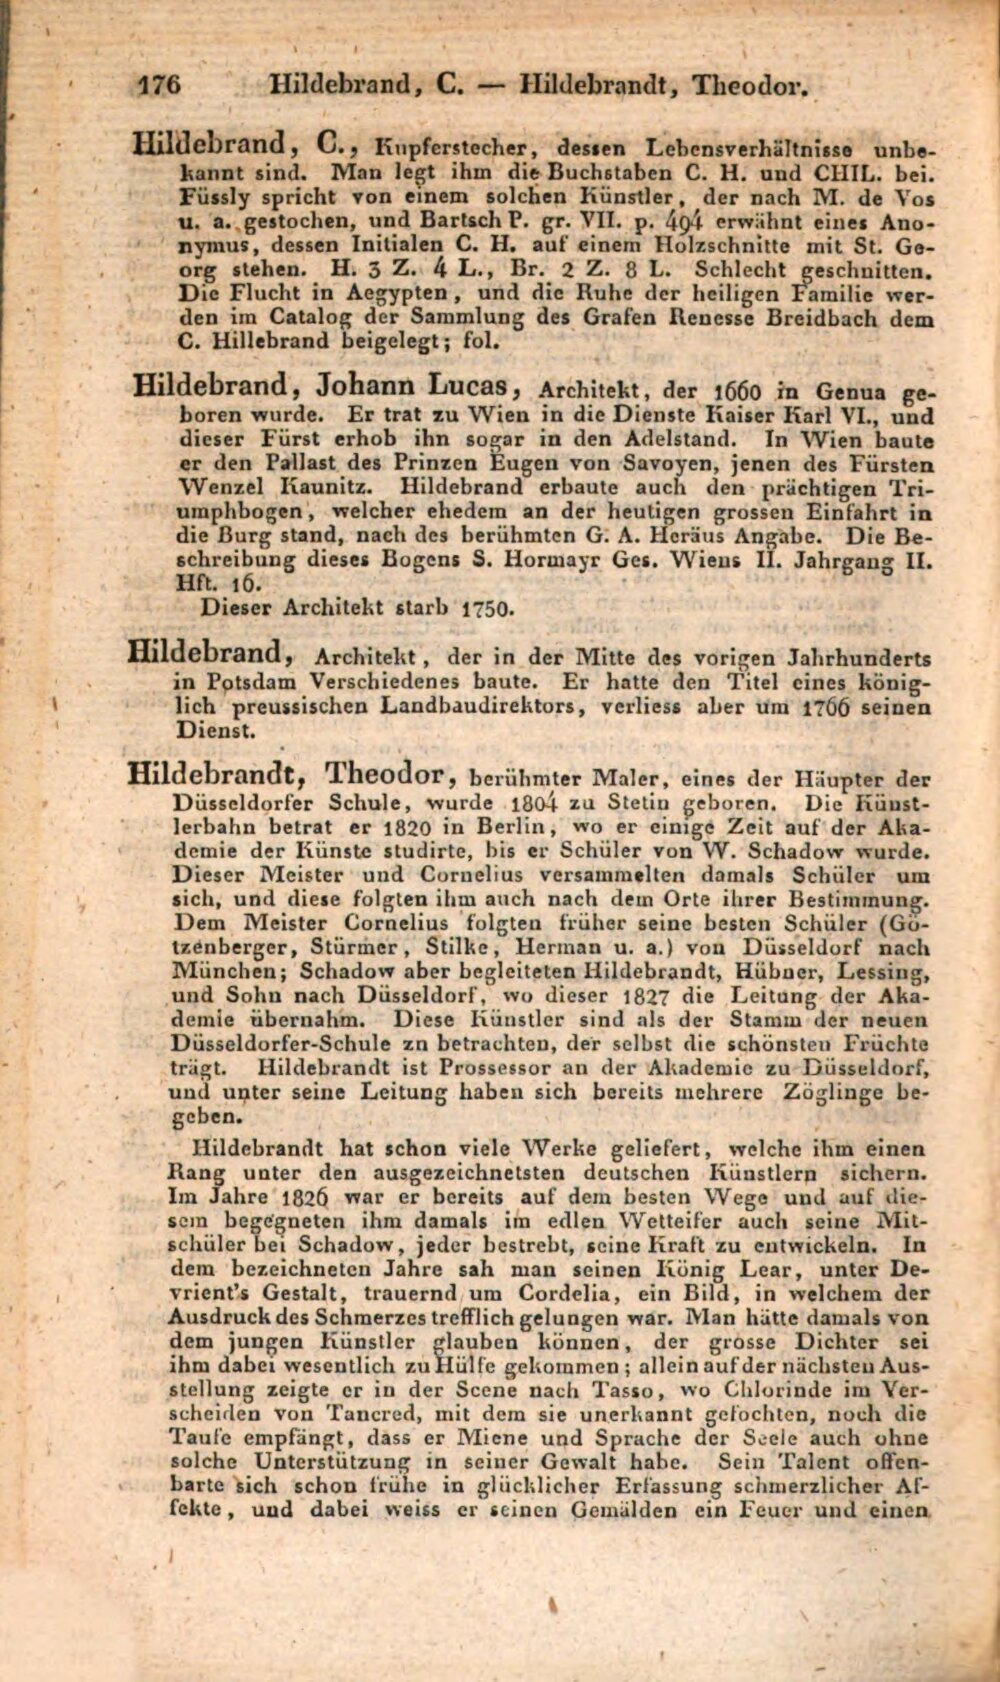 176 Hildebrand, C. — Hildebrandt, Theodor.
Hildebrand, C., Kupferstecher, dessen Lebensverhältnisse unbe-
kannt sind. Man legt ihm die Buchstaben C. H. und CHIL. bei.
Füssly spricht von einem solchen Künstler, der nach M. de Vos
u. a. gestochen, und Bartsch P. gr. VII. p. 494 erwähnt eines Ano-
nymus, dessen Initialen C. H. auf einem Holzschnitte mit St. Ge-
org stehen. H. 3 Z. 4 L., Br. 2 Z. 8 L. Schlecht geschnitten.
Die Flucht in Aegypten, und die Ruhe der heiligen Familie wer-
den im Catalog der Sammlung des Grafen Renesse Breidbach dem
C. Hillebrand beigelegt; fol.
Hildebrand, Johann Lucas, Architekt, der 1660 in Genua ge-
boren wurde. Er trat zu Wien in die Dienste Kaiser Karl VI., und
dieser Fürst erhob ihn sogar in den Adelstand. In Wien baute
er den Pallast des Prinzen Eugen von Savoyen, jenen des Fürsten
Wenzel Kaunitz. Hildebrand erbaute auch den prächtigen Tri-
umphbogen, welcher ehedem an der heutigen grossen Einfahrt in
die Burg stand, nach des berühmten G. A. Heräus Angabe. Die Be-
schreibung dieses Bogens S. Hormayr Ges. Wiens II. Jahrgang II.
Hft. 16.
Dieser Architekt starb 1750.
Hildebrand, Architekt, der in der Mitte des vorigen Jahrhunderts
in Potsdam Verschiedenes baute. Er hatte den Titel eines könig-
lich preussischen Landbaudirektors, verliess aber um 1766 seinen
Dienst.
Hildebrandt, Theodor, berühmter Maler, eines der Häupter der
Düsseldorfer Schule, wurde 1804 zu Stetin geboren. Die Künst-
lerbahn betrat er 1820 in Berlin, wo er einige Zeit auf der Aka-
demie der Künste studirte, bis er Schüler von W. Schadow wurde.
Dieser Meister und Cornelius versammelten damals Schüler um
sich, und diese folgten ihm auch nach dem Orte ihrer Bestimmung.
Dem Meister Cornelius folgten früher seine besten Schüler (Gö-
tzenberger, Stürmer, Stilke, Herman u. a.) von Düsseldorf nach
München; Schadow aber begleiteten Hildebrandt, Hübner, Lessing,
und Sohn nach Düsseldorf, wo dieser 1827 die Leitung der Aka-
demie übernahm. Diese Künstler sind als der Stamm der neuen
Düsseldorfer-Schule zn betrachten, der selbst die schönsten Früchte
trägt. Hildebrandt ist Prossessor an der Akademie zu Düsseldorf,
und unter seine Leitung haben sich bereits mehrere Zöglinge be-
geben.
Hildebrandt hat schon viele Werke geliefert, welche ihm einen
Rang unter den ausgezeichnetsten deutschen Künstlern sichern.
Im Jahre 1826 war er bereits auf dem besten Wege und auf die-
sem begegneten ihm damals im edlen Wetteifer auch seine Mit-
schüler bei Schadow, jeder bestrebt, seine Kraft zu entwickeln. In
dem bezeichneten Jahre sah man seinen König Lear, unter De-
vrient's Gestalt, trauernd um Cordelia, ein Bild, in welchem der
Ausdruck des Schmerzes trefflich gelungen war. Man hätte damals von
dem jungen Künstler glauben können, der grosse Dichter sei
ihm dabei wesentlich zu Hülfe gekommen; allein auf der nächsten Aus-
stellung zeigte er in der Scene nach Tasso, wo Chlorinde im Ver-
scheiden von Tancred, mit dem sie unerkannt gefochten, noch die
Taufe empfängt, dass er Miene und Sprache der Seele auch ohne
solche Unterstützung in seiner Gewalt habe. Sein Talent offen-
barte sich schon frühe in glücklicher Erfassung schmerzlicher Af-
fekte, und dabei weiss er seinen Gemälden ein Feuer und einen